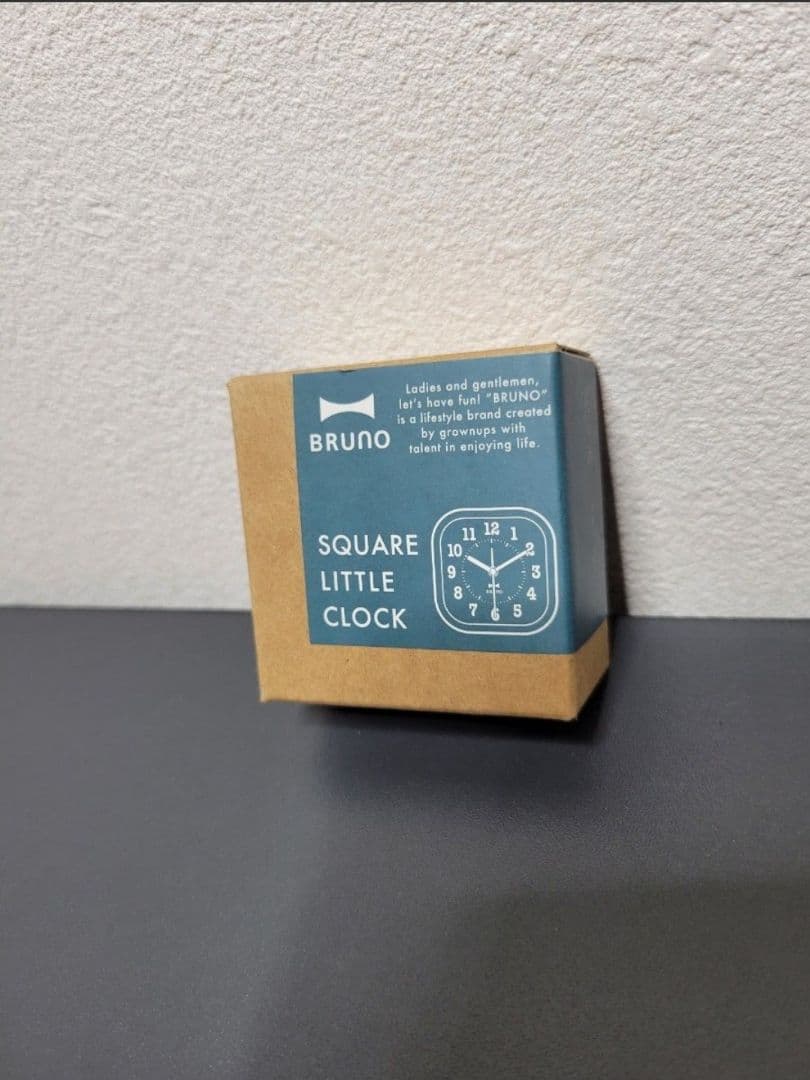 BRUNO
Ladies and gentlemen,
let's have fun! "BRUNO"
is a lifestyle brand created
by grownups with
talent in enjoying life.
SQUARE
LITTLE
CLOCK
11 12 1
10 2
9 3
8 4
7 6 5